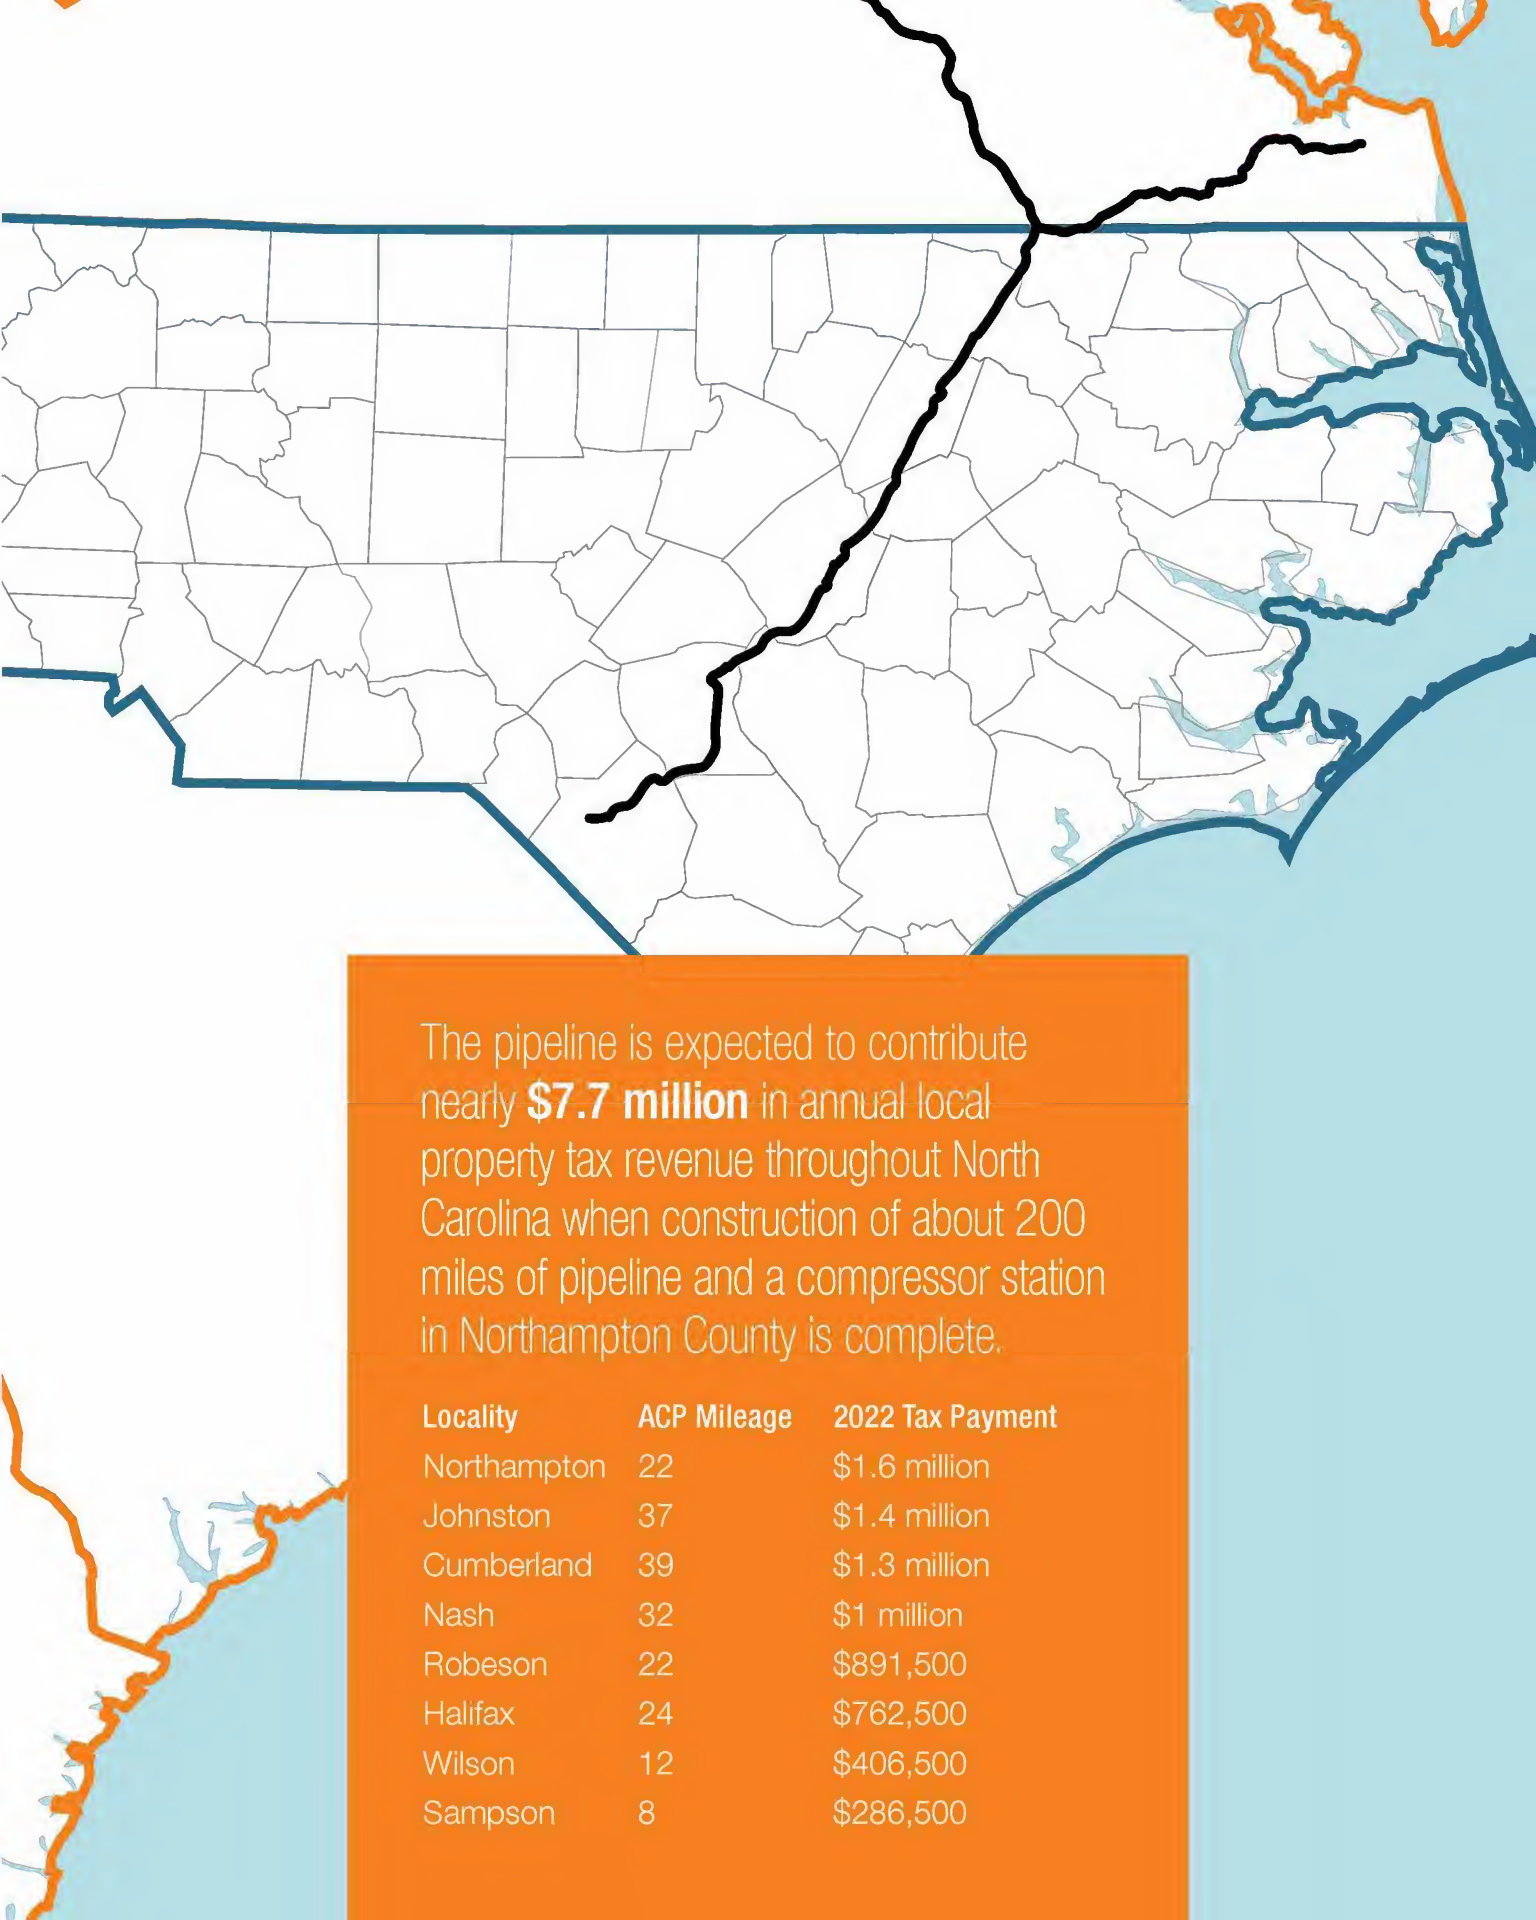 The pipeline is expected to contribute
nearly $7.7 million in annual local
property tax revenue throughout North
Carolina when construction of about 200
miles of pipeline and a compressor station
in Northampton County is complete.
Locality ACP Mileage 2022 Tax Payment
Northampton 22 $1.6 million
Johnston 37 $1.4 million
Cumberland 39 $1.3 million
Nash 32 $1 million
Robeson 22 $891,500
Halifax 24 $762,500
Wilson 12 $406,500
Sampson 8 $286,500